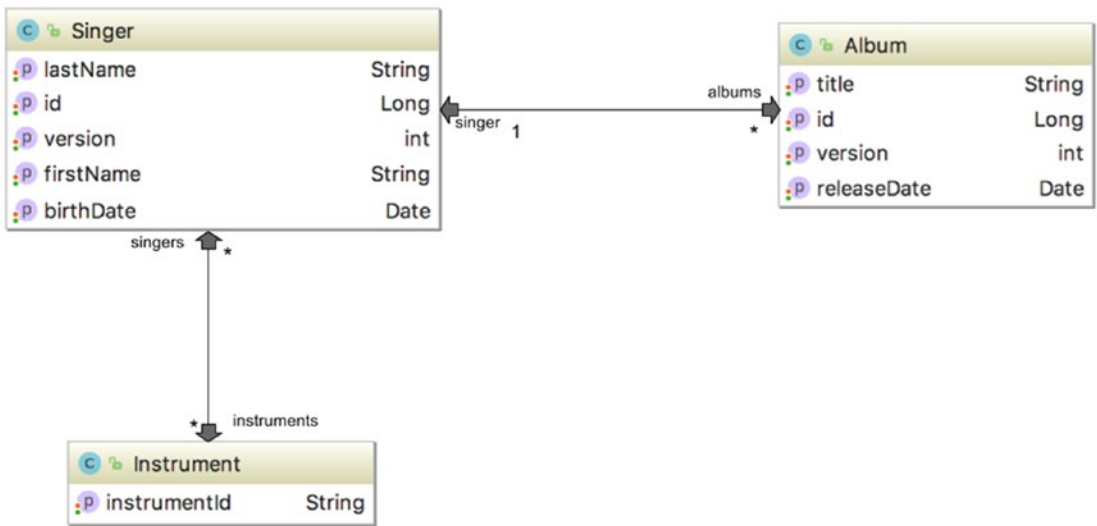 Singer
lastName String
id Long
version int
firstName String
birthDate Date
Album
title String
id Long
version int
releaseDate Date
albums
*
singer 1
singers *
* instruments
Instrument
instrumentId String